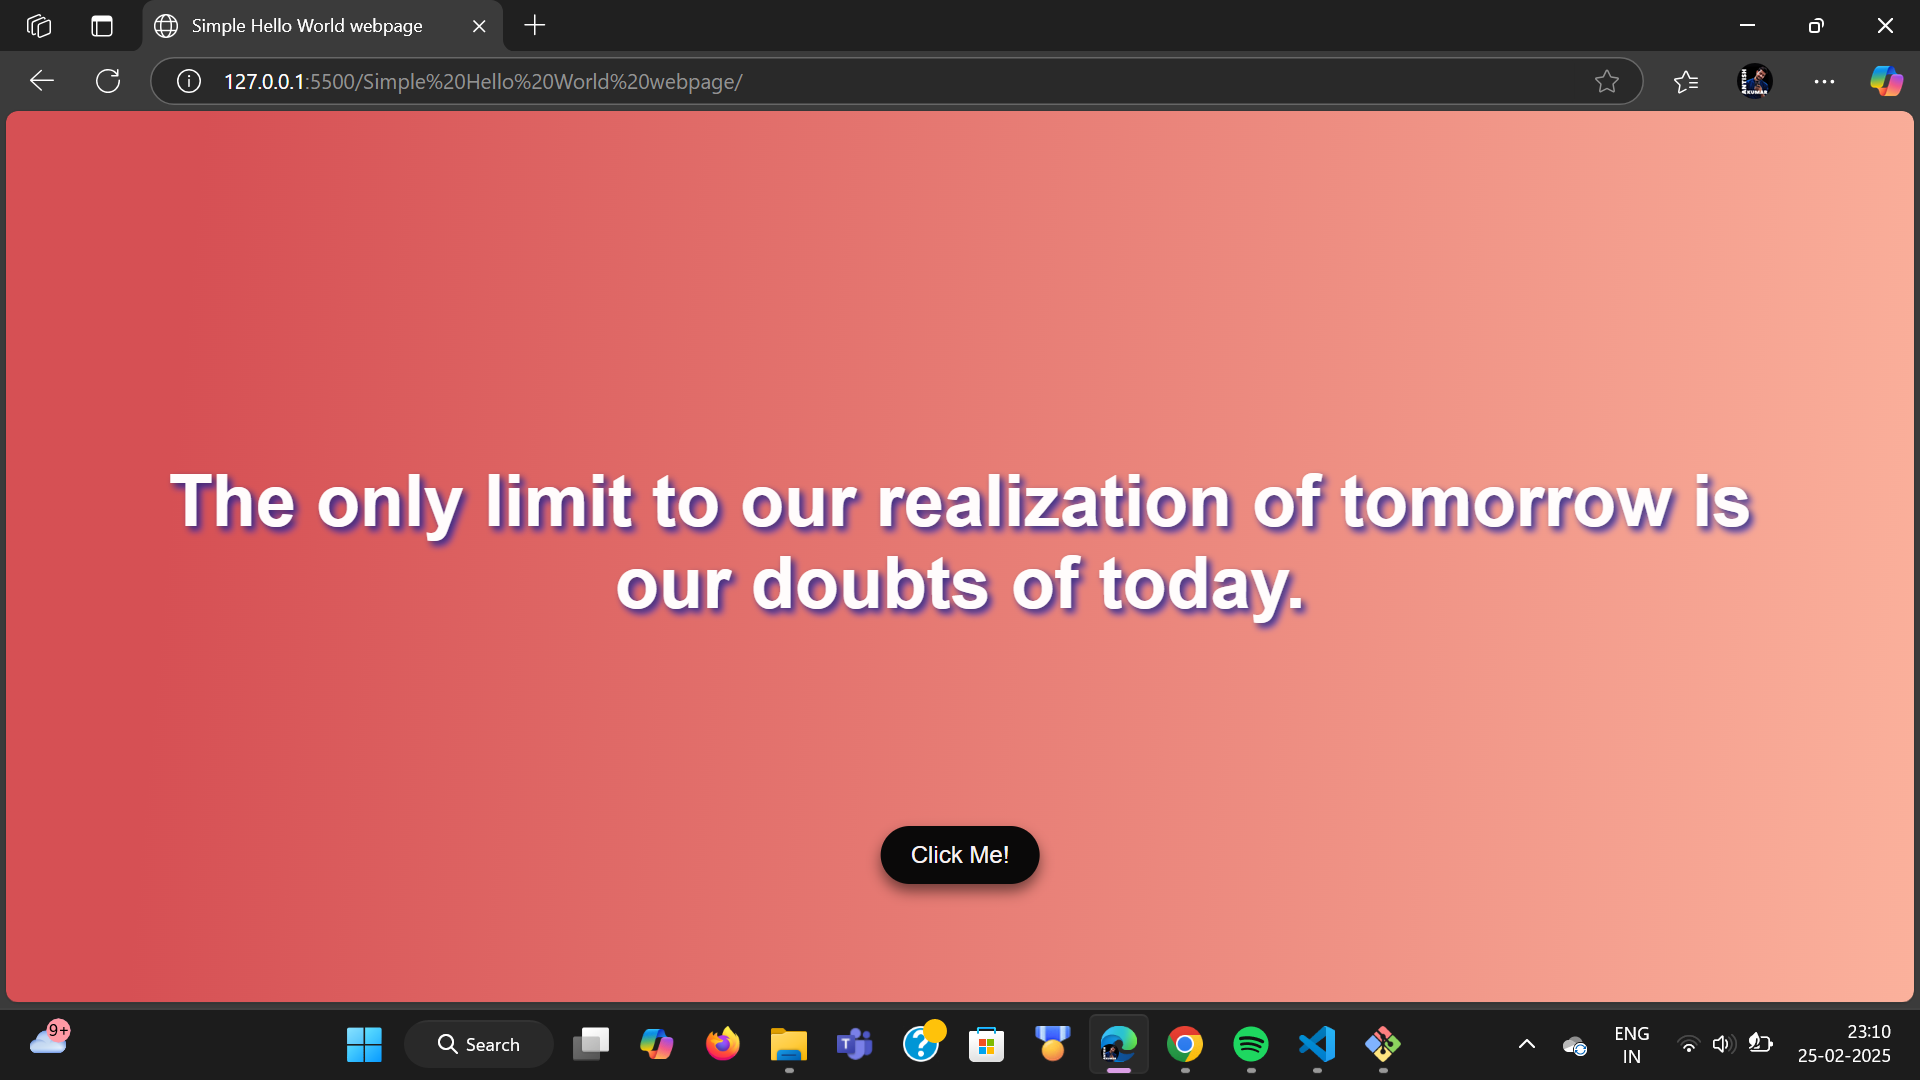 Simple Hello World webpage
127.0.0.1:5500/Simple%20Hello%20World%20webpage/
The only limit to our realization of tomorrow is
our doubts of today.
Click Me!
9+
Search
ENG
IN
23:10
25-02-2025